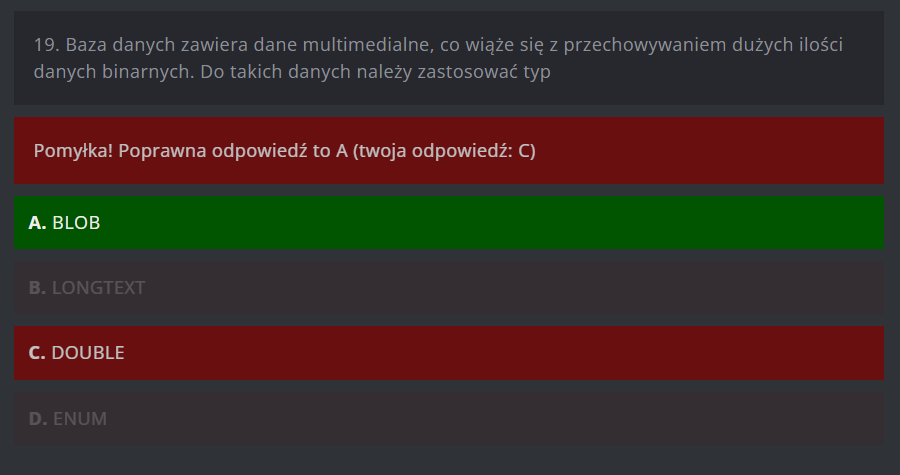 19. Baza danych zawiera dane multimedialne, co wiąże się z przechowywaniem dużych ilości
danych binarnych. Do takich danych należy zastosować typ
Pomyłka! Poprawna odpowiedź to A (twoja odpowiedź: C)
A. BLOB
B. LONGTEXT
C. DOUBLE
D. ENUM